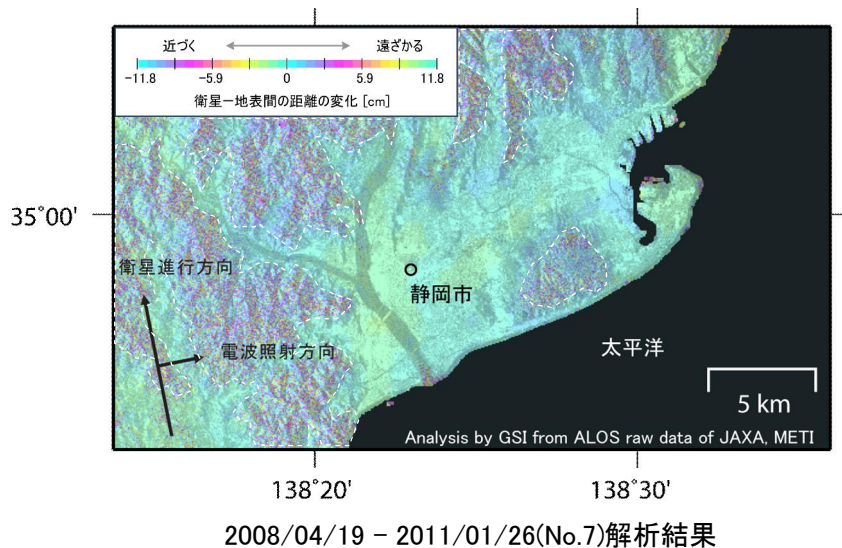 近づく 遠ざかる
-11.8 -5.9 0 5.9 11.8
衛星ー地表間の距離の変化 [cm]
35°00'
衛星進行方向
静岡市
電波照射方向
太平洋
5 km
Analysis by GSI from ALOS raw data of JAXA, METI
138°20' 138°30'
2008/04/19 - 2011/01/26(No.7)解析結果